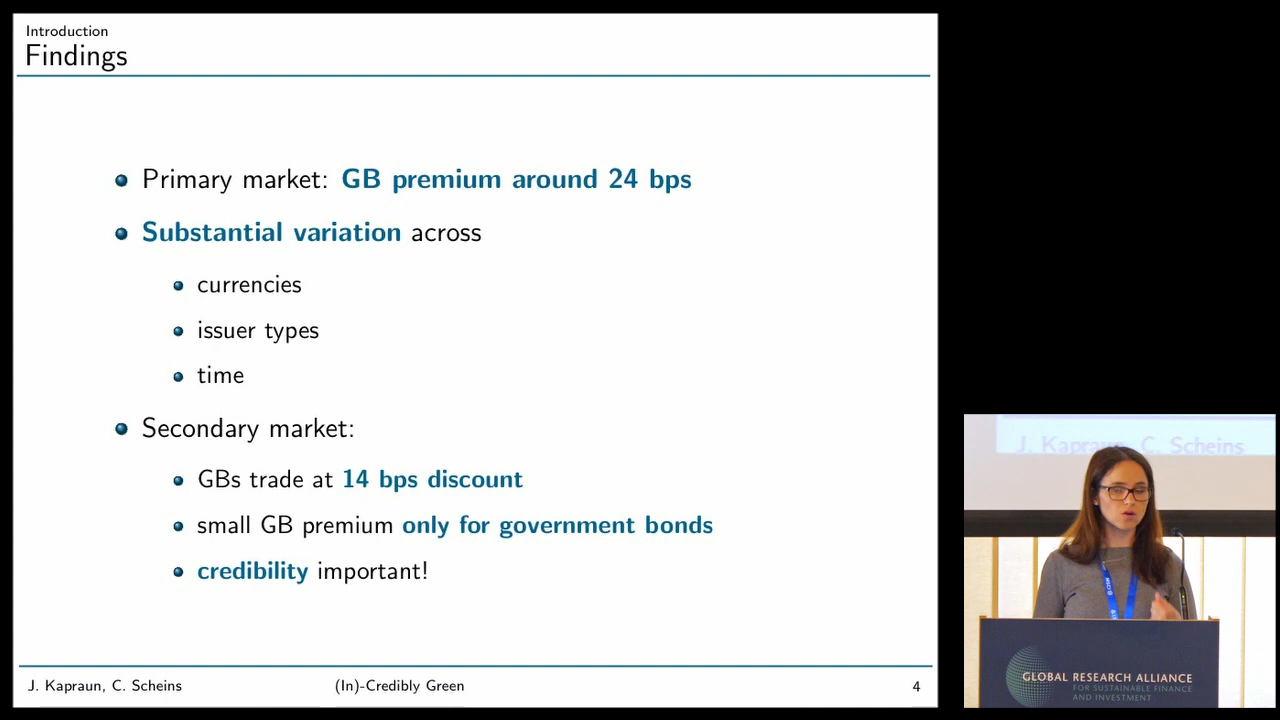 Introduction
Findings
Primary market: GB premium around 24 bps
Substantial variation across
currencies
issuer types
time
Secondary market:
GBs trade at 14 bps discount
small GB premium only for government bonds
credibility important!
J. Kapraun, C. Scheins
(In)-Credibly Green
4
J. Kapraun, C. Scheins
GLOBAL RESEARCH ALLIANCE
FOR SUSTAINABLE FINANCE
AND INVESTMENT